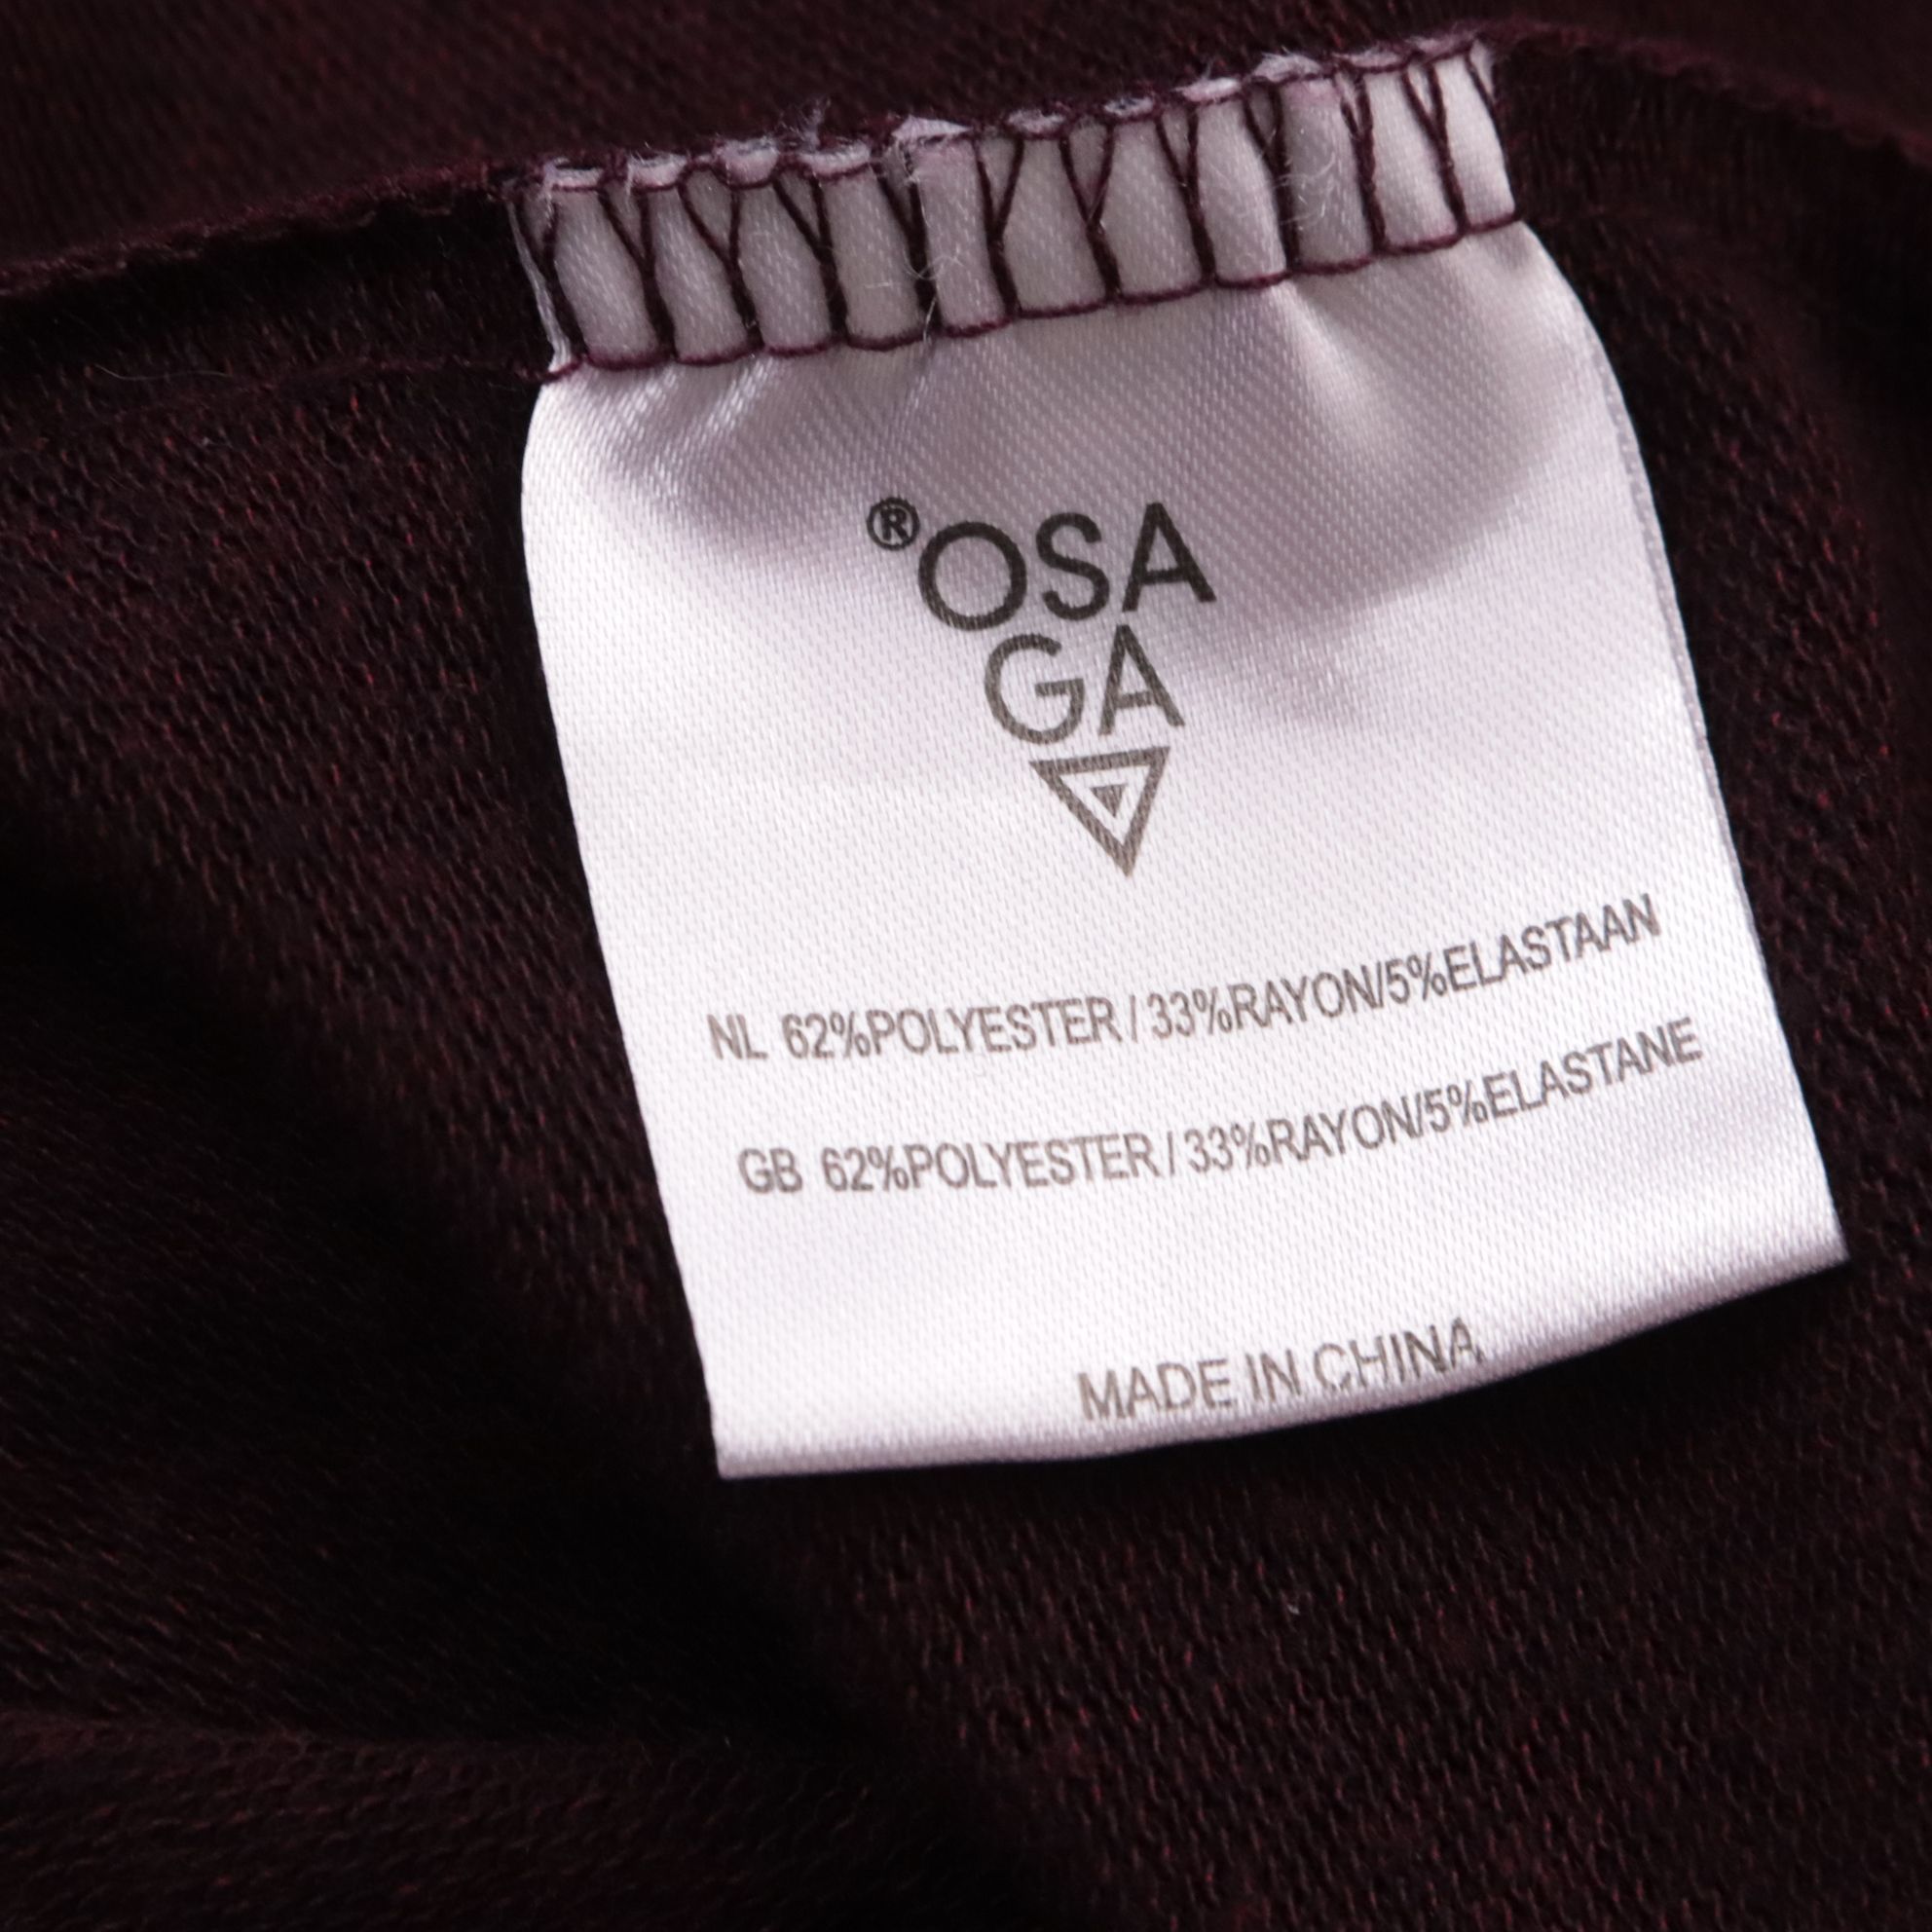 ®OSA
GA
NL 62%POLYESTER / 33%RAYON/5%ELASTAAN
GB 62%POLYESTER / 33%RAYON/5%ELASTANE
MADE IN CHINA